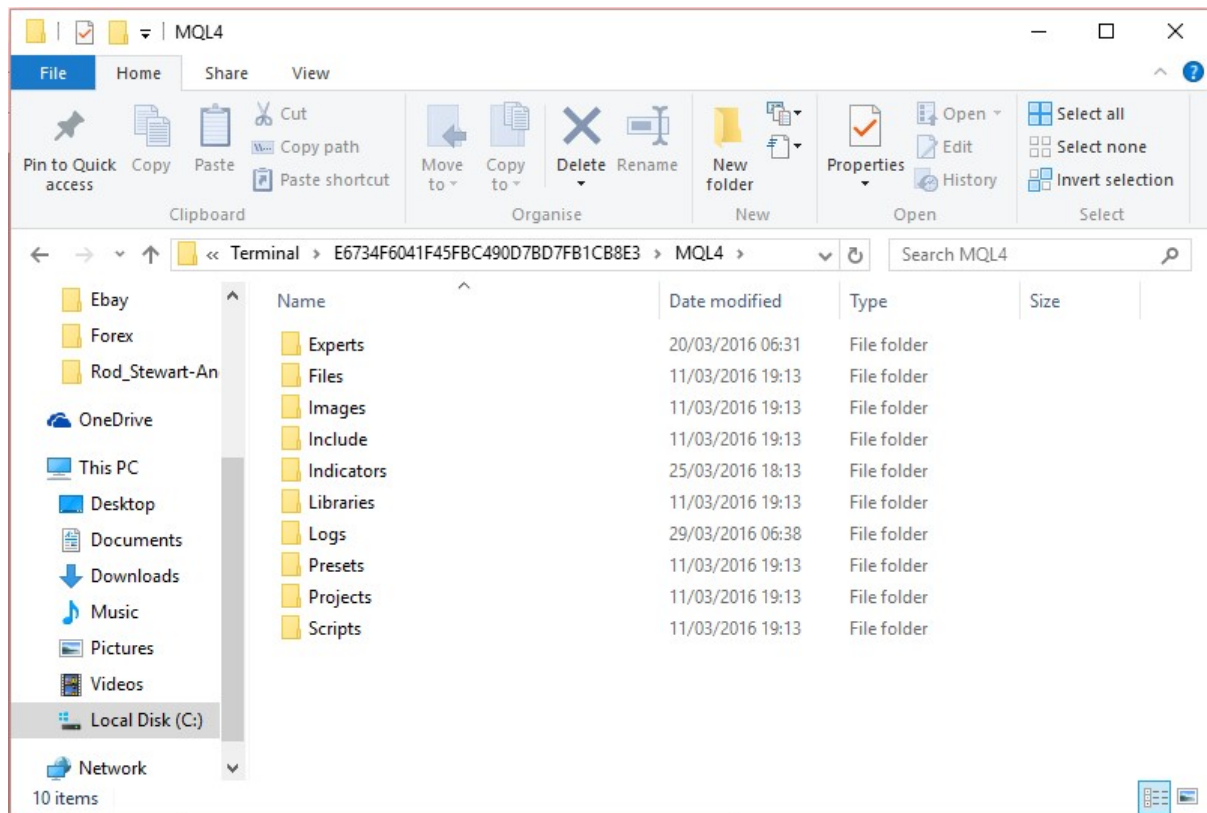 MQL4
File Home Share View
Pin to Quick access
Copy
Paste
Cut
Copy path
Paste shortcut
Move to
Copy to
Delete
Rename
New folder
Properties
Open
Edit
History
Select all
Select none
Invert selection
Clipboard Organise New Open Select
« Terminal > E6734F6041F45FBC490D7BD7FB1CB8E3 > MQL4 > Search MQL4
Ebay
Forex
Rod_Stewart-An
OneDrive
This PC
Desktop
Documents
Downloads
Music
Pictures
Videos
Local Disk (C:)
Network
Name Date modified Type Size
Experts 20/03/2016 06:31 File folder
Files 11/03/2016 19:13 File folder
Images 11/03/2016 19:13 File folder
Include 11/03/2016 19:13 File folder
Indicators 25/03/2016 18:13 File folder
Libraries 11/03/2016 19:13 File folder
Logs 29/03/2016 06:38 File folder
Presets 11/03/2016 19:13 File folder
Projects 11/03/2016 19:13 File folder
Scripts 11/03/2016 19:13 File folder
10 items